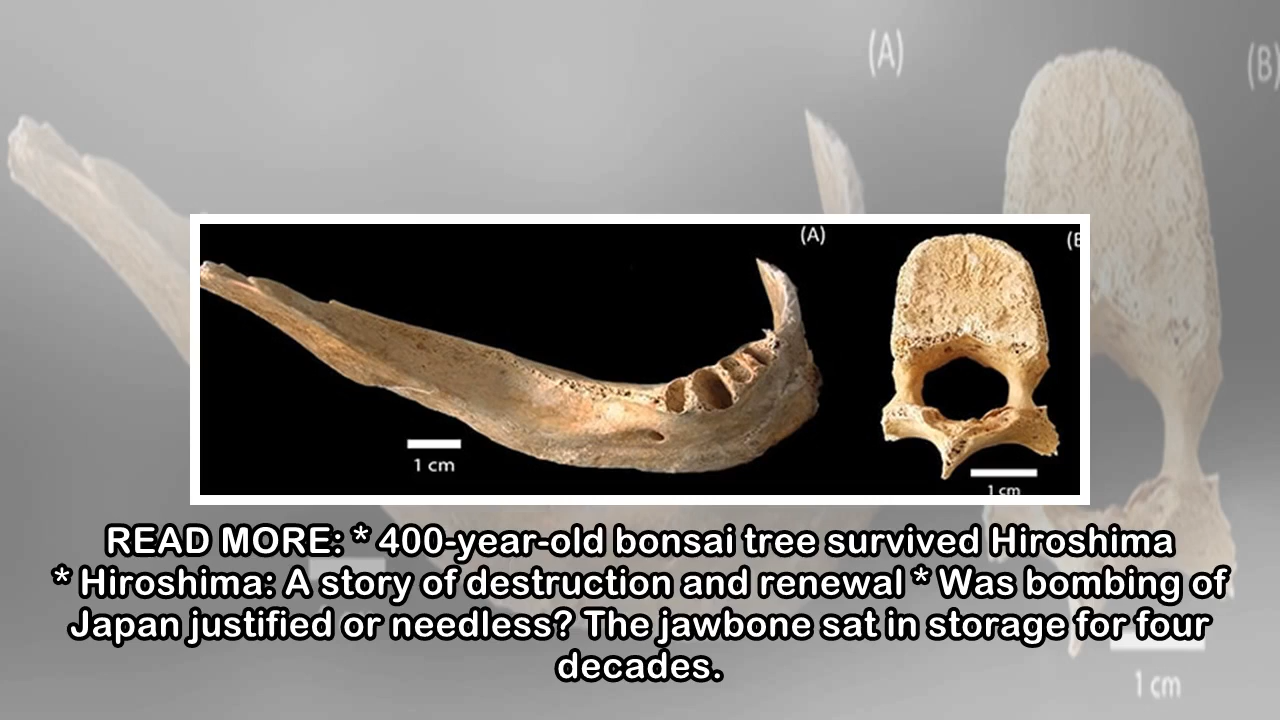 (A)
(B)
(A)
(B
1 cm
1 cm
READ MORE: * 400-year-old bonsai tree survived Hiroshima
* Hiroshima: A story of destruction and renewal * Was bombing of
Japan justified or needless? The jawbone sat in storage for four
decades.
1 cm